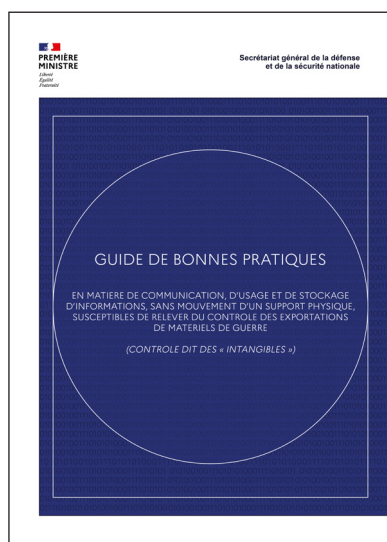 PREMIÈRE
MINISTRE
Liberté
Égalité
Fraternité
Secrétariat général de la défense
et de la sécurité nationale
GUIDE DE BONNES PRATIQUES
EN MATIERE DE COMMUNICATION, D'USAGE ET DE STOCKAGE
D'INFORMATIONS, SANS MOUVEMENT D'UN SUPPORT PHYSIQUE,
SUSCEPTIBLES DE RELEVER DU CONTROLE DES EXPORTATIONS
DE MATERIELS DE GUERRE
(CONTROLE DIT DES « INTANGIBLES »)